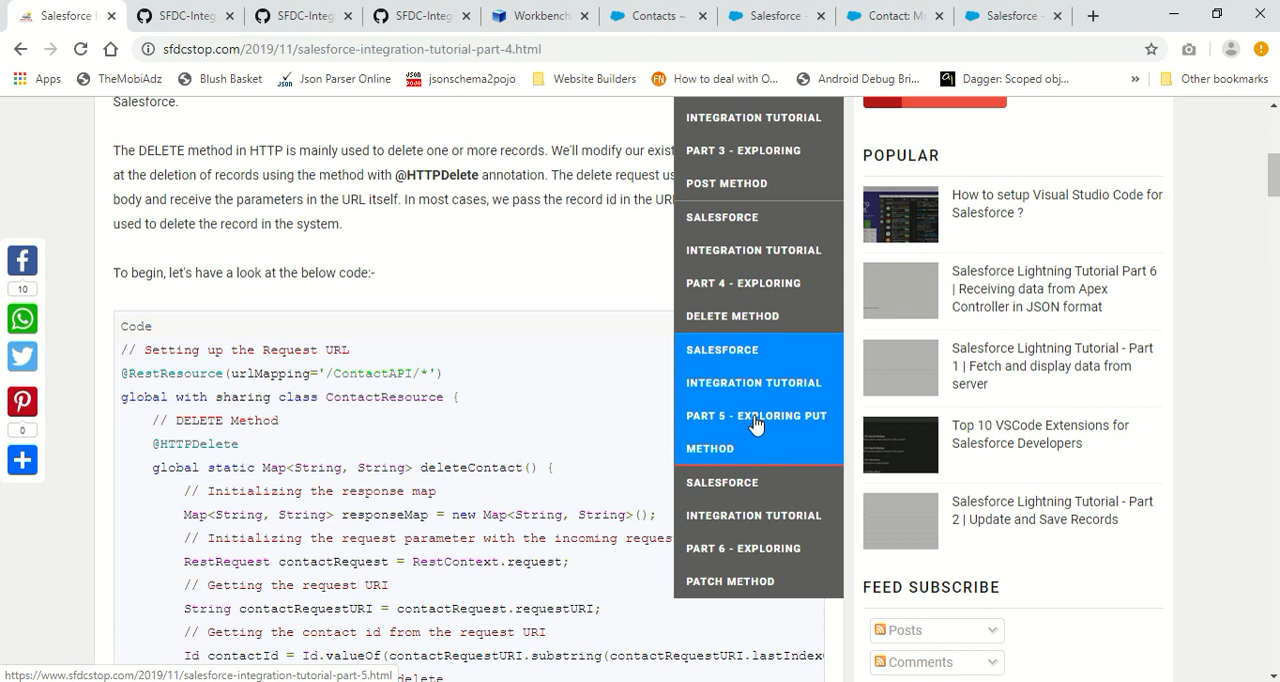 Salesforce I
SFDC-Integ
SFDC-Integ
SFDC-Integ
Workbench
Contacts ~
Salesforce -
Contact: M
Salesforce -
sfdcstop.com/2019/11/salesforce-integration-tutorial-part-4.html
Apps
TheMobiAdz
Blush Basket
Json Parser Online
jsonschema2pojo
Website Builders
How to deal with O...
Android Debug Bri...
Dagger: Scoped obj...
»
Other bookmarks
Salesforce.
The DELETE method in HTTP is mainly used to delete one or more records. We'll modify our exist
at the deletion of records using the method with @HTTPDelete annotation. The delete request us
body and receive the parameters in the URL itself. In most cases, we pass the record id in the URL
used to delete the record in the system.
To begin, let's have a look at the below code:-
10
0
Code
// Setting up the Request URL
@RestResource(urlMapping='/ContactAPI/*')
global with sharing class ContactResource {
// DELETE Method
@HTTPDelete
global static Map<String, String> deleteContact() {
// Initializing the response map
Map<String, String> responseMap = new Map<String, String>();
// Initializing the request parameter with the incoming reques
RestRequest contactRequest = RestContext.request;
// Getting the request URI
String contactRequestURI = contactRequest.requestURI;
// Getting the contact id from the request URI
Id contactId = Id.valueOf(contactRequestURI.substring(contactRequestURI.lastIndex
delete
INTEGRATION TUTORIAL
PART 3 - EXPLORING
POST METHOD
SALESFORCE
INTEGRATION TUTORIAL
PART 4 - EXPLORING
DELETE METHOD
SALESFORCE
INTEGRATION TUTORIAL
PART 5 - EXPLORING PUT
METHOD
SALESFORCE
INTEGRATION TUTORIAL
PART 6 - EXPLORING
PATCH METHOD
POPULAR
How to setup Visual Studio Code for
Salesforce ?
Salesforce Lightning Tutorial Part 6
| Receiving data from Apex
Controller in JSON format
Salesforce Lightning Tutorial - Part
1 | Fetch and display data from
server
Top 10 VSCode Extensions for
Salesforce Developers
Salesforce Lightning Tutorial - Part
2 | Update and Save Records
FEED SUBSCRIBE
Posts
Comments
https://www.sfdcstop.com/2019/11/salesforce-integration-tutorial-part-5.html